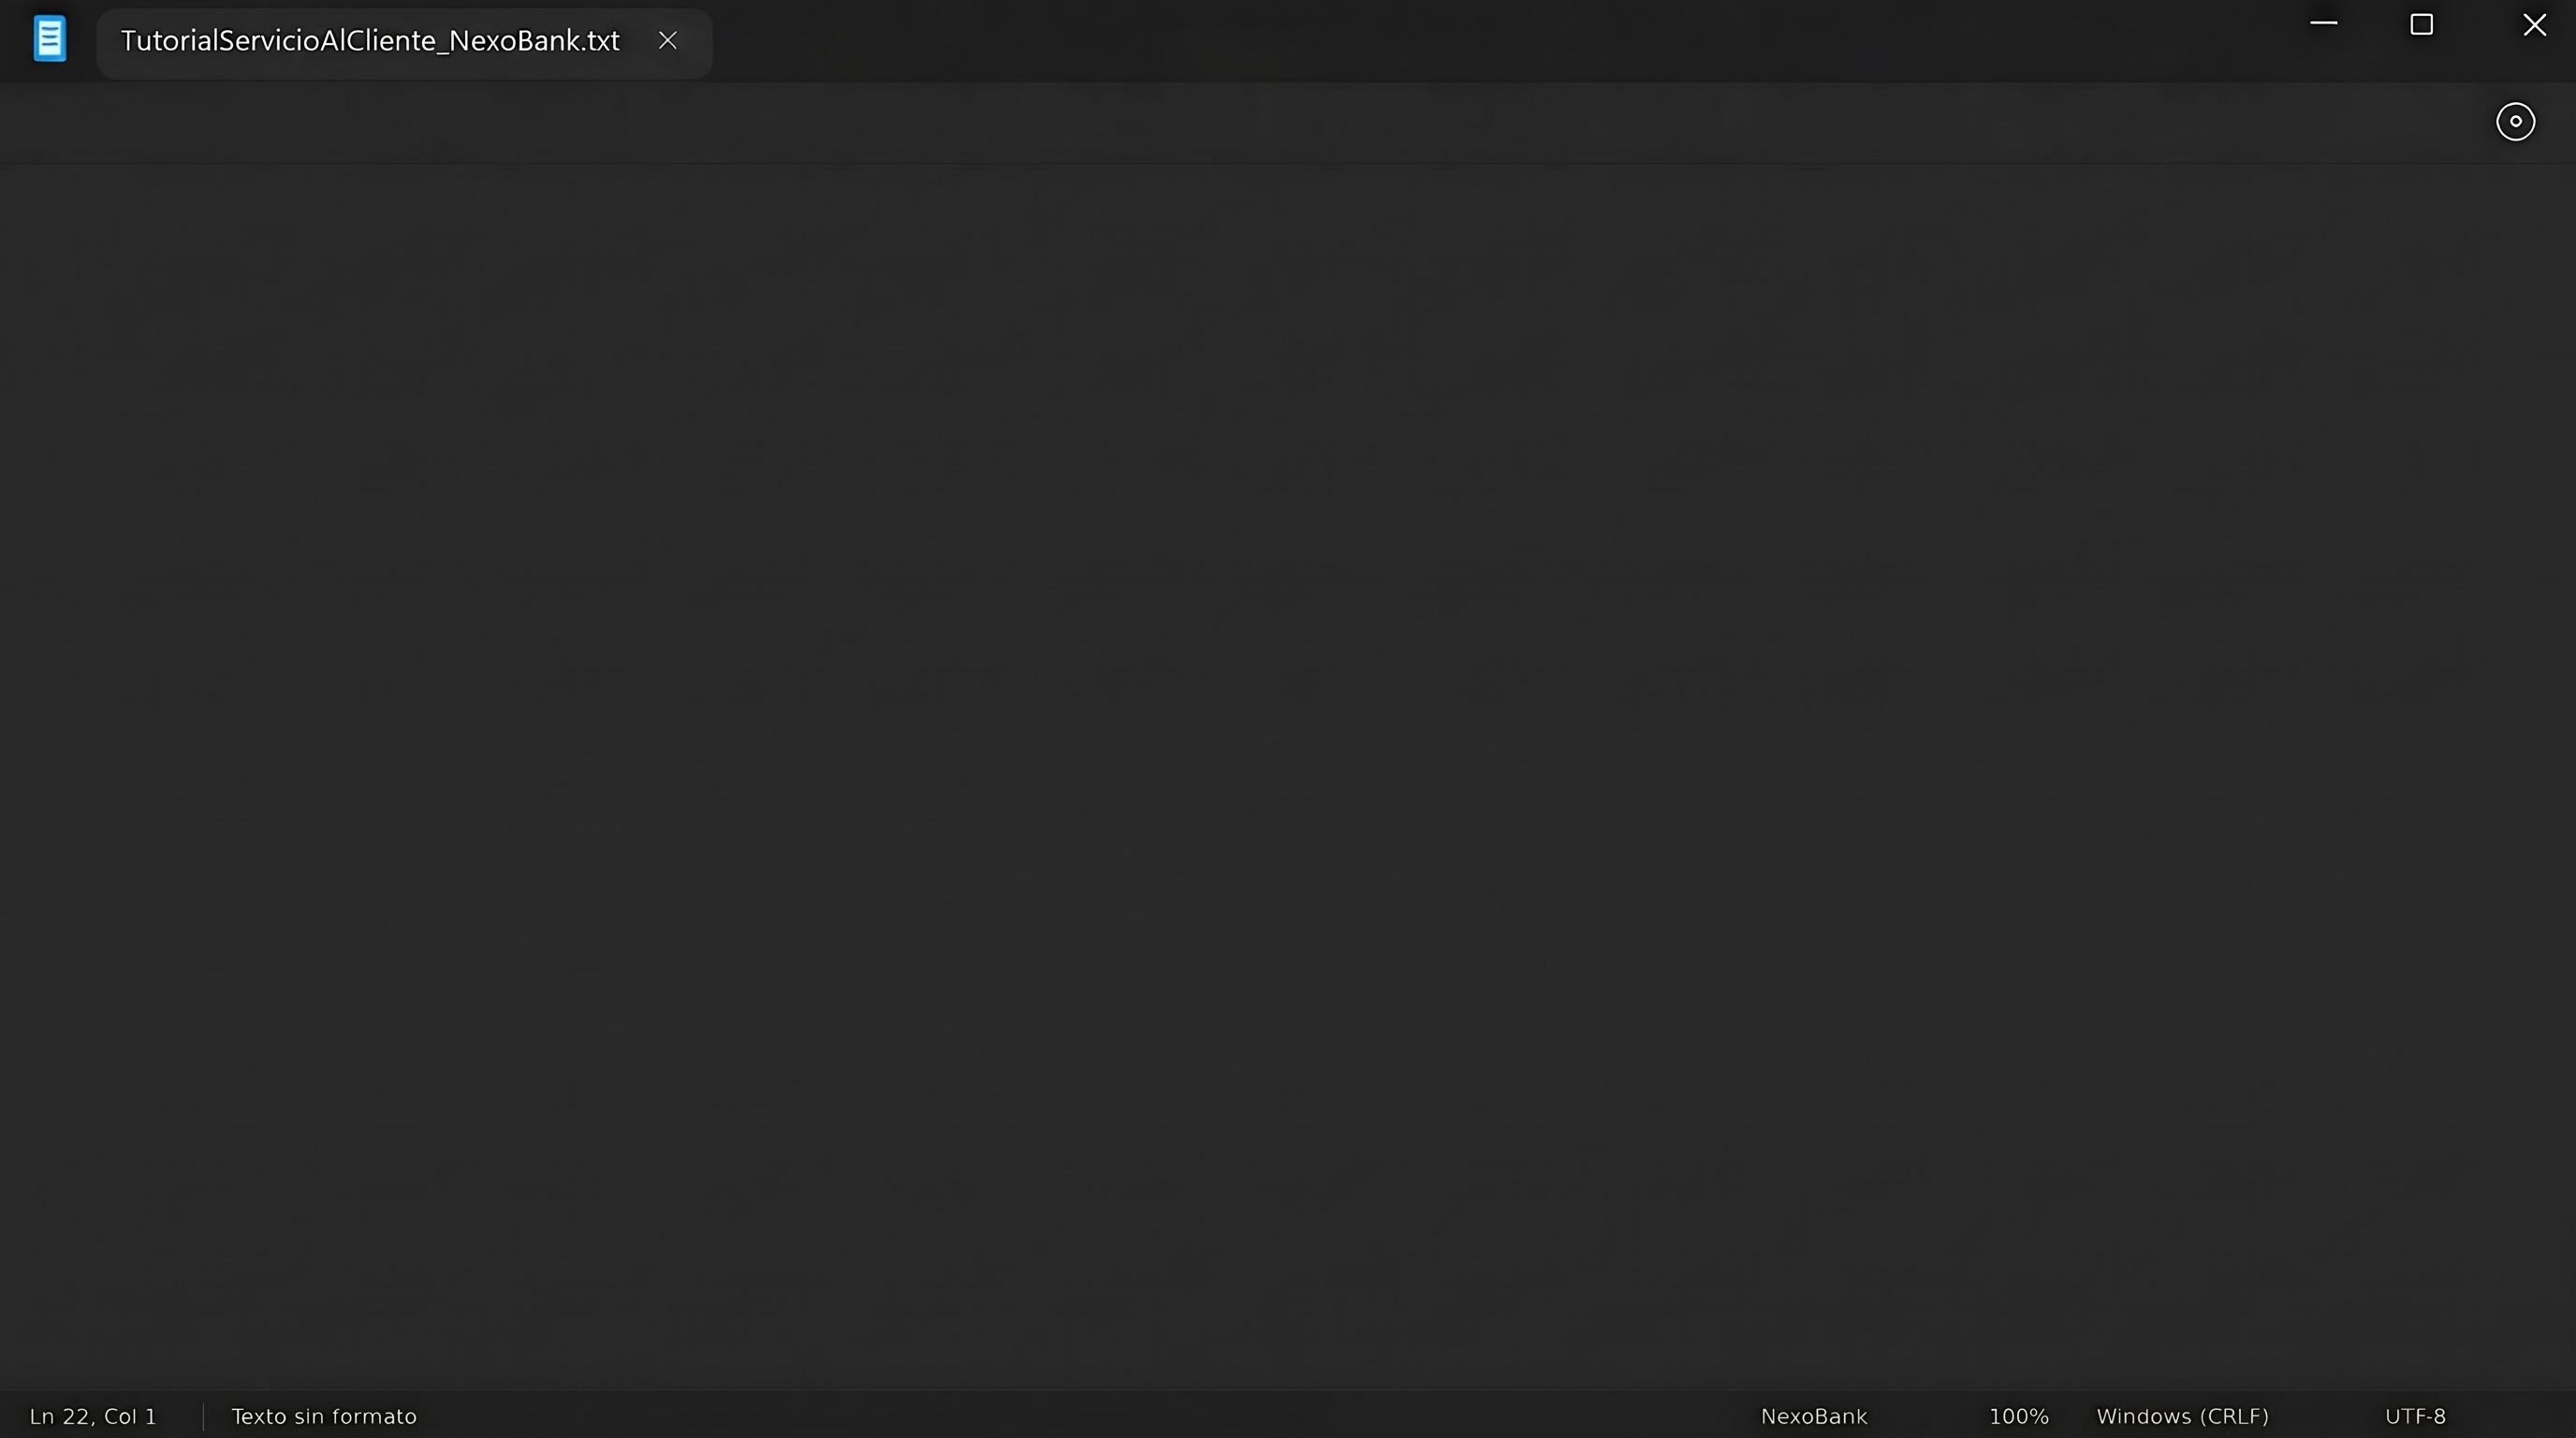 TutorialServicioAlCliente_NexoBank.txt
Ln 22, Col 1
Texto sin formato
NexoBank
100%
Windows (CRLF)
UTF-8